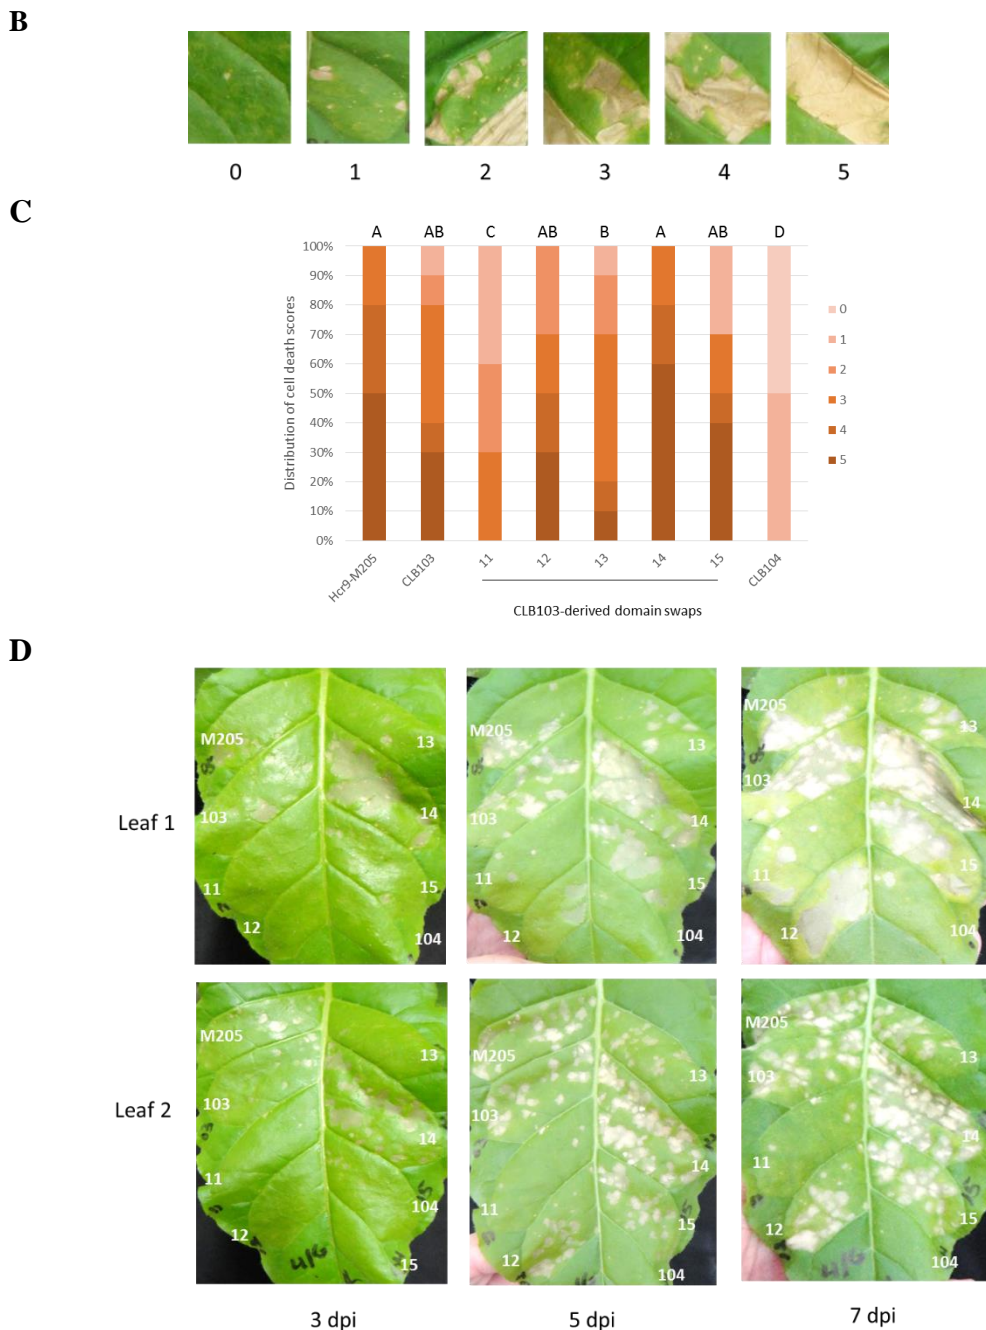 B
0 1 2 3 4 5
C
A AB C AB B A AB D
100%
90%
80%
70%
60%
50%
40%
30%
20%
10%
0%
Distribution of cell death scores
0
1
2
3
4
5
Hcr9-M205 CLB103 11 12 13 14 15 CLB104
CLB103-derived domain swaps
D
Leaf 1
M205 13
103 14
11 15
12 104
M205 13
103 14
11 15
12 104
M205 13
103 14
11 15
12 104
Leaf 2
M205 13
103 14
11 104
12 15
M205 13
103 14
11 15
12 104
M205 13
103 14
11 15
12 104
3 dpi 5 dpi 7 dpi